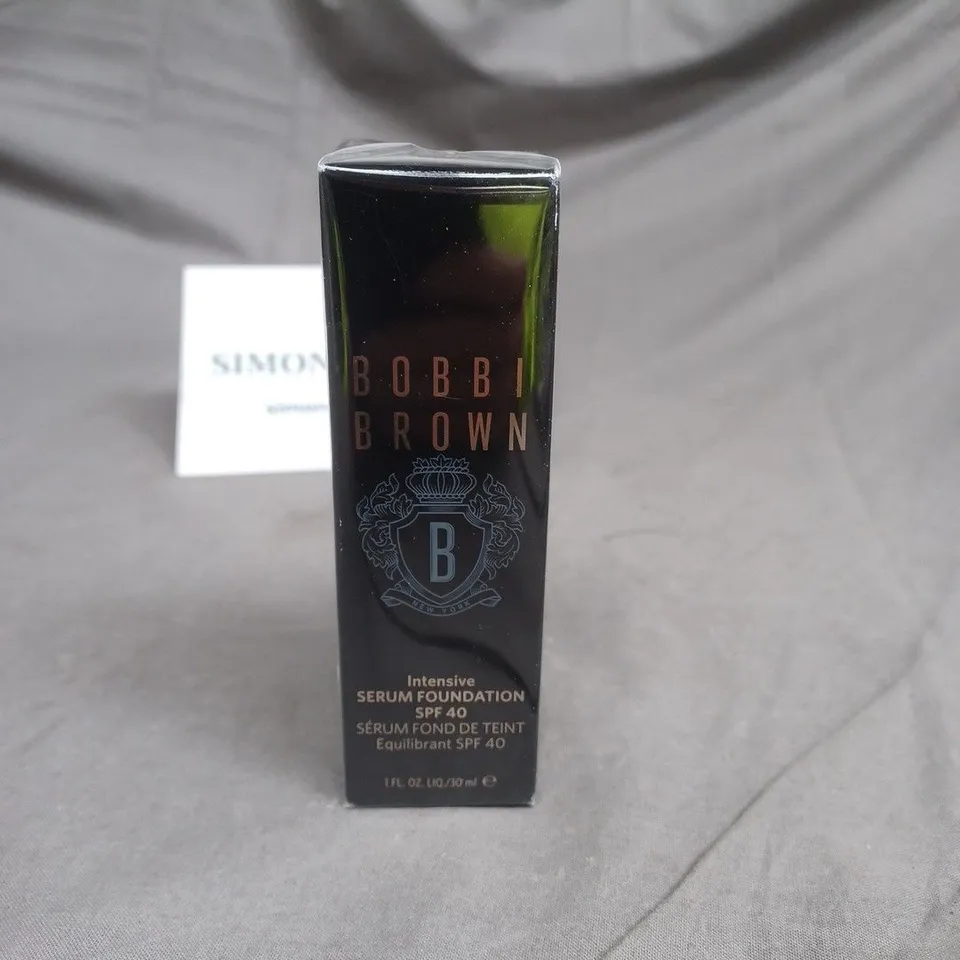 SIMON
BOBBI
BROWN
B
NEW YORK
Intensive
SERUM FOUNDATION
SPF 40
SÉRUM FOND DE TEINT
Equilibrant SPF 40
1 FL. OZ. LIQ./30 ml e